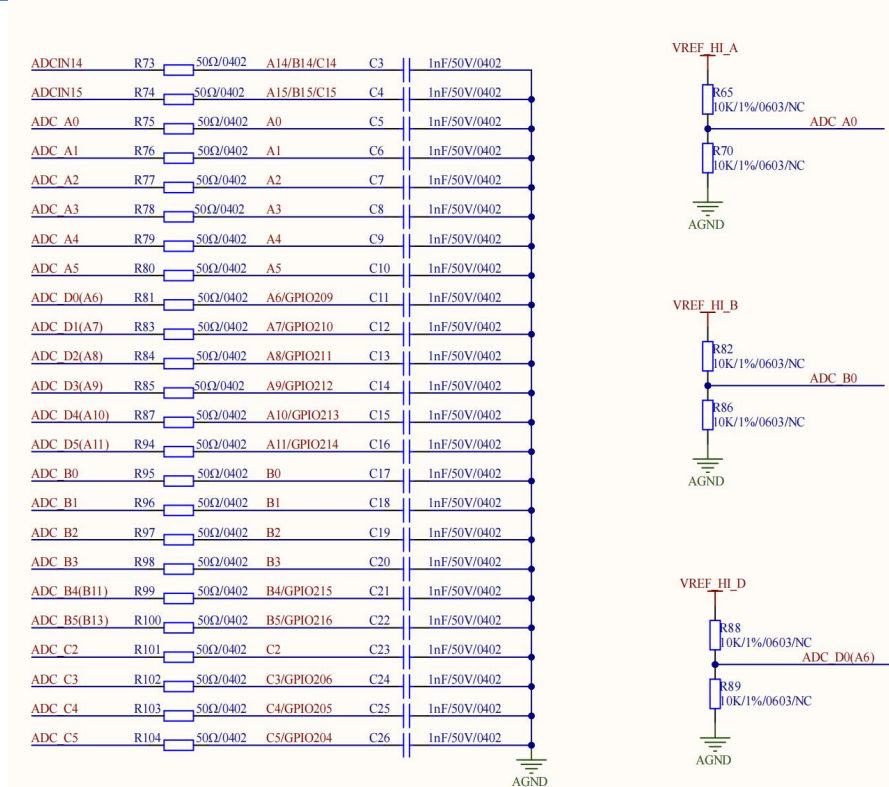 ADCIN14 R73 50Ω/0402 A14/B14/C14 C3 1nF/50V/0402
ADCIN15 R74 50Ω/0402 A15/B15/C15 C4 1nF/50V/0402
ADC_A0 R75 50Ω/0402 A0 C5 1nF/50V/0402
ADC_A1 R76 50Ω/0402 A1 C6 1nF/50V/0402
ADC_A2 R77 50Ω/0402 A2 C7 1nF/50V/0402
ADC_A3 R78 50Ω/0402 A3 C8 1nF/50V/0402
ADC_A4 R79 50Ω/0402 A4 C9 1nF/50V/0402
ADC_A5 R80 50Ω/0402 A5 C10 1nF/50V/0402
ADC_D0(A6) R81 50Ω/0402 A6/GPIO209 C11 1nF/50V/0402
ADC_D1(A7) R83 50Ω/0402 A7/GPIO210 C12 1nF/50V/0402
ADC_D2(A8) R84 50Ω/0402 A8/GPIO211 C13 1nF/50V/0402
ADC_D3(A9) R85 50Ω/0402 A9/GPIO212 C14 1nF/50V/0402
ADC_D4(A10) R87 50Ω/0402 A10/GPIO213 C15 1nF/50V/0402
ADC_D5(A11) R94 50Ω/0402 A11/GPIO214 C16 1nF/50V/0402
ADC_B0 R95 50Ω/0402 B0 C17 1nF/50V/0402
ADC_B1 R96 50Ω/0402 B1 C18 1nF/50V/0402
ADC_B2 R97 50Ω/0402 B2 C19 1nF/50V/0402
ADC_B3 R98 50Ω/0402 B3 C20 1nF/50V/0402
ADC_B4(B11) R99 50Ω/0402 B4/GPIO215 C21 1nF/50V/0402
ADC_B5(B13) R100 50Ω/0402 B5/GPIO216 C22 1nF/50V/0402
ADC_C2 R101 50Ω/0402 C2 C23 1nF/50V/0402
ADC_C3 R102 50Ω/0402 C3/GPIO206 C24 1nF/50V/0402
ADC_C4 R103 50Ω/0402 C4/GPIO205 C25 1nF/50V/0402
ADC_C5 R104 50Ω/0402 C5/GPIO204 C26 1nF/50V/0402
AGND
VREF_HI_A
R65
10K/1%/0603/NC
ADC_A0
R70
10K/1%/0603/NC
AGND
VREF_HI_B
R82
10K/1%/0603/NC
ADC_B0
R86
10K/1%/0603/NC
AGND
VREF_HI_D
R88
10K/1%/0603/NC
ADC_D0(A6)
R89
10K/1%/0603/NC
AGND